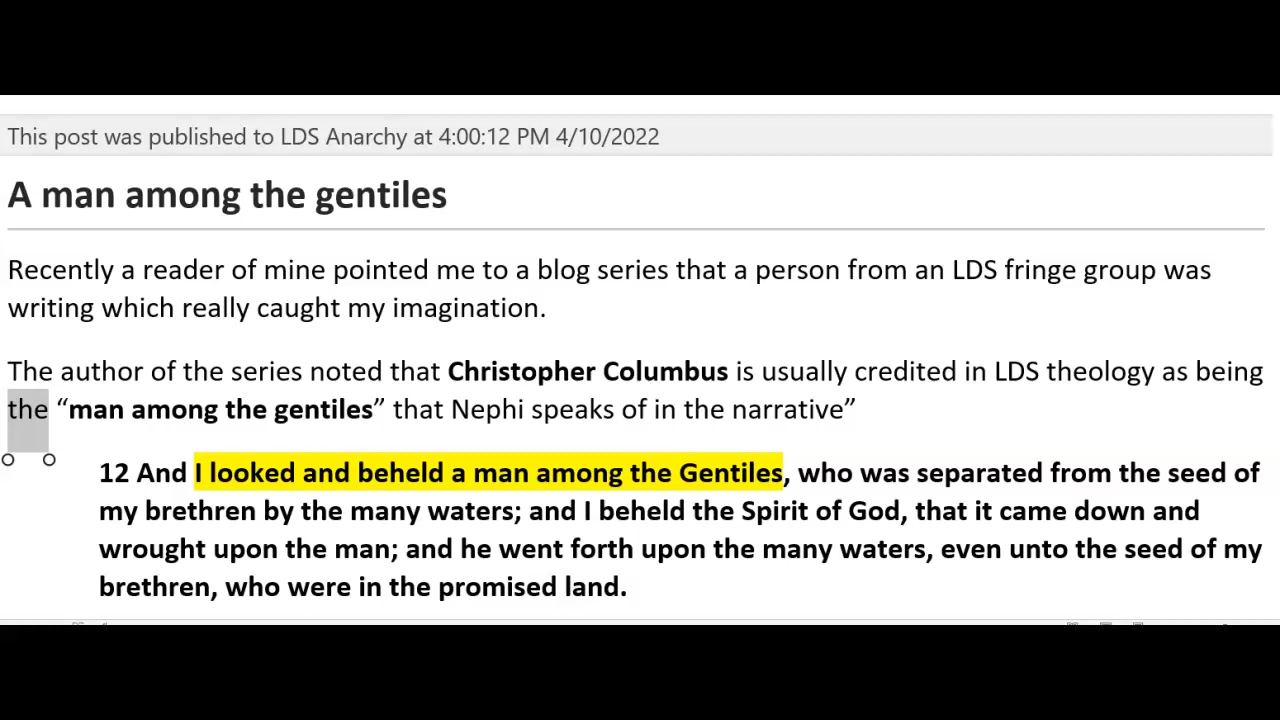 This post was published to LDS Anarchy at 4:00:12 PM 4/10/2022
A man among the gentiles
Recently a reader of mine pointed me to a blog series that a person from an LDS fringe group was
writing which really caught my imagination.
The author of the series noted that Christopher Columbus is usually credited in LDS theology as being
the “man among the gentiles” that Nephi speaks of in the narrative”
12 And I looked and beheld a man among the Gentiles, who was separated from the seed of
my brethren by the many waters; and I beheld the Spirit of God, that it came down and
wrought upon the man; and he went forth upon the many waters, even unto the seed of my
brethren, who were in the promised land.